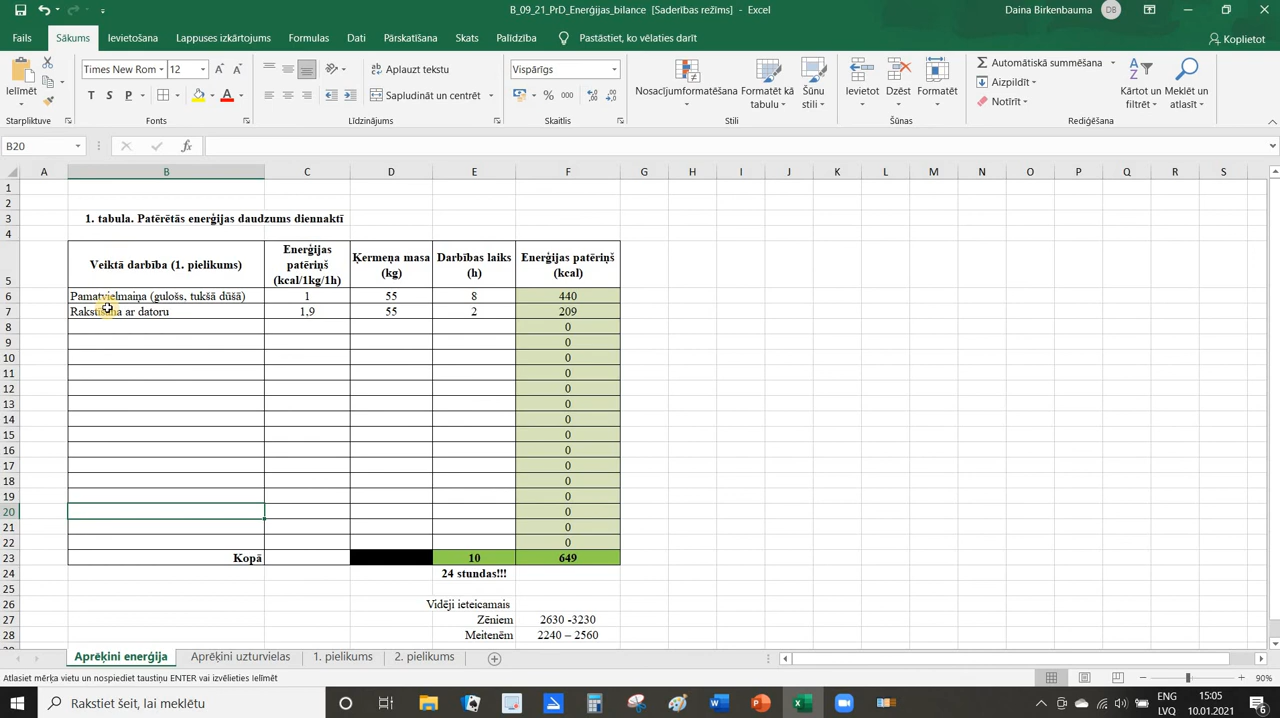 B_09_21_PrD_Enerģijas_bilance [Saderības režīms] - Excel
Daina Birkenbauma DB
Fails Sākums Ievietošana Lappuses izkārtojums Formulas Dati Pārskatīšana Skats Palīdzība Pastāstiet, ko vēlaties darīt Koplietot
Ielīmēt
Times New Rom 12
T S P
Aplauzt tekstu
Sapludināt un centrēt
Vispārīgs
% 000
Nosacījumformatēšana
Formatēt kā tabulu
Šūnu stili
Ievietot Dzēst Formatēt
Automātiskā summēšana
Aizpildīt
Notīrīt
Kārtot un filtrēt
Meklēt un atlasīt
Starpliktuve Fonts Līdzinājums Skaitlis Stili Šūnas Rediģēšana
B20 fx
A B C D E F G H I J K L M N O P Q R S
1
2
3 1. tabula. Patērētās enerģijas daudzums diennaktī
4
5 Veiktā darbība (1. pielikums) Enerģijas patēriņš (kcal/1kg/1h) Ķermeņa masa (kg) Darbības laiks (h) Enerģijas patēriņš (kcal)
6 Pamatvielmaiņa (gulošs, tukšā dūšā) 1 55 8 440
7 ar datoru 1,9 55 2 209
8 0
9 0
10 0
11 0
12 0
13 0
14 0
15 0
16 0
17 0
18 0
19 0
20 0
21 0
22 0
23 Kopā 10 649
24 24 stundas!!!
25
26 Vidēji ieteicamais
27 Zēniem 2630 -3230
28 Meitenēm 2240 – 2560
Aprēķini enerģija Aprēķini uzturvielas 1. pielikums 2. pielikums
Atlasiet mērķa vietu un nospiediet taustiņu ENTER vai izvēlieties Ielīmēt
90%
Rakstiet šeit, lai meklētu
ENG
LVQ
15:05
10.01.2021
6